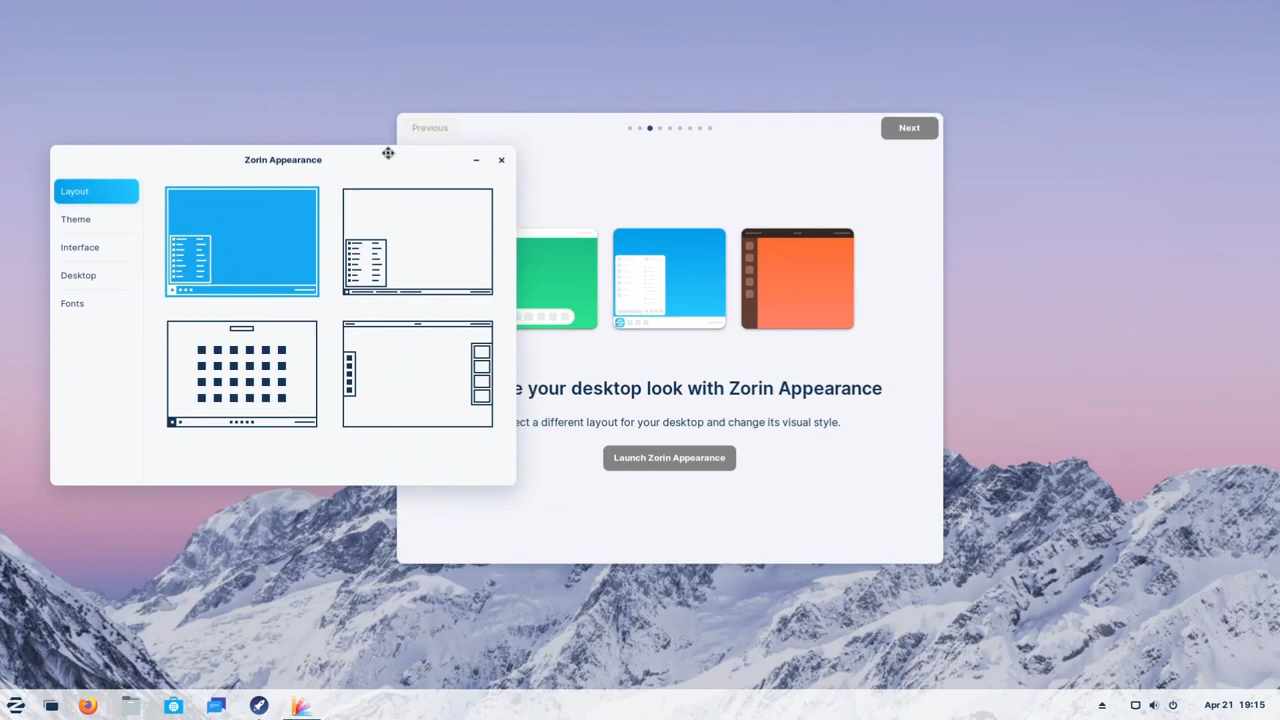 Previous
Next
Zorin Appearance
Layout
Theme
Interface
Desktop
Fonts
e your desktop look with Zorin Appearance
ect a different layout for your desktop and change its visual style.
Launch Zorin Appearance
Apr 21 19:15